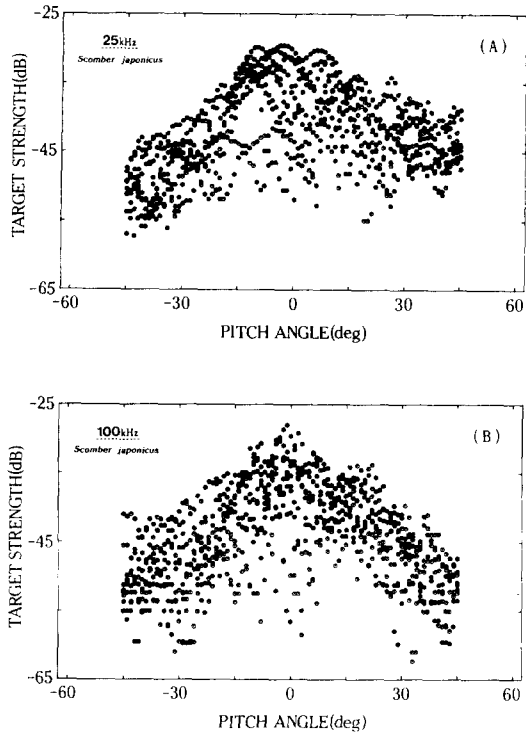 25kHz
Scomber japonicus
(A)
TARGET STRENGTH(dB)
-25
-45
-65
-60
-30
0
30
60
PITCH ANGLE(deg)
100kHz
Scomber japonicus
(B)
TARGET STRENGTH(dB)
-25
-45
-65
-60
-30
0
30
60
PITCH ANGLE(deg)